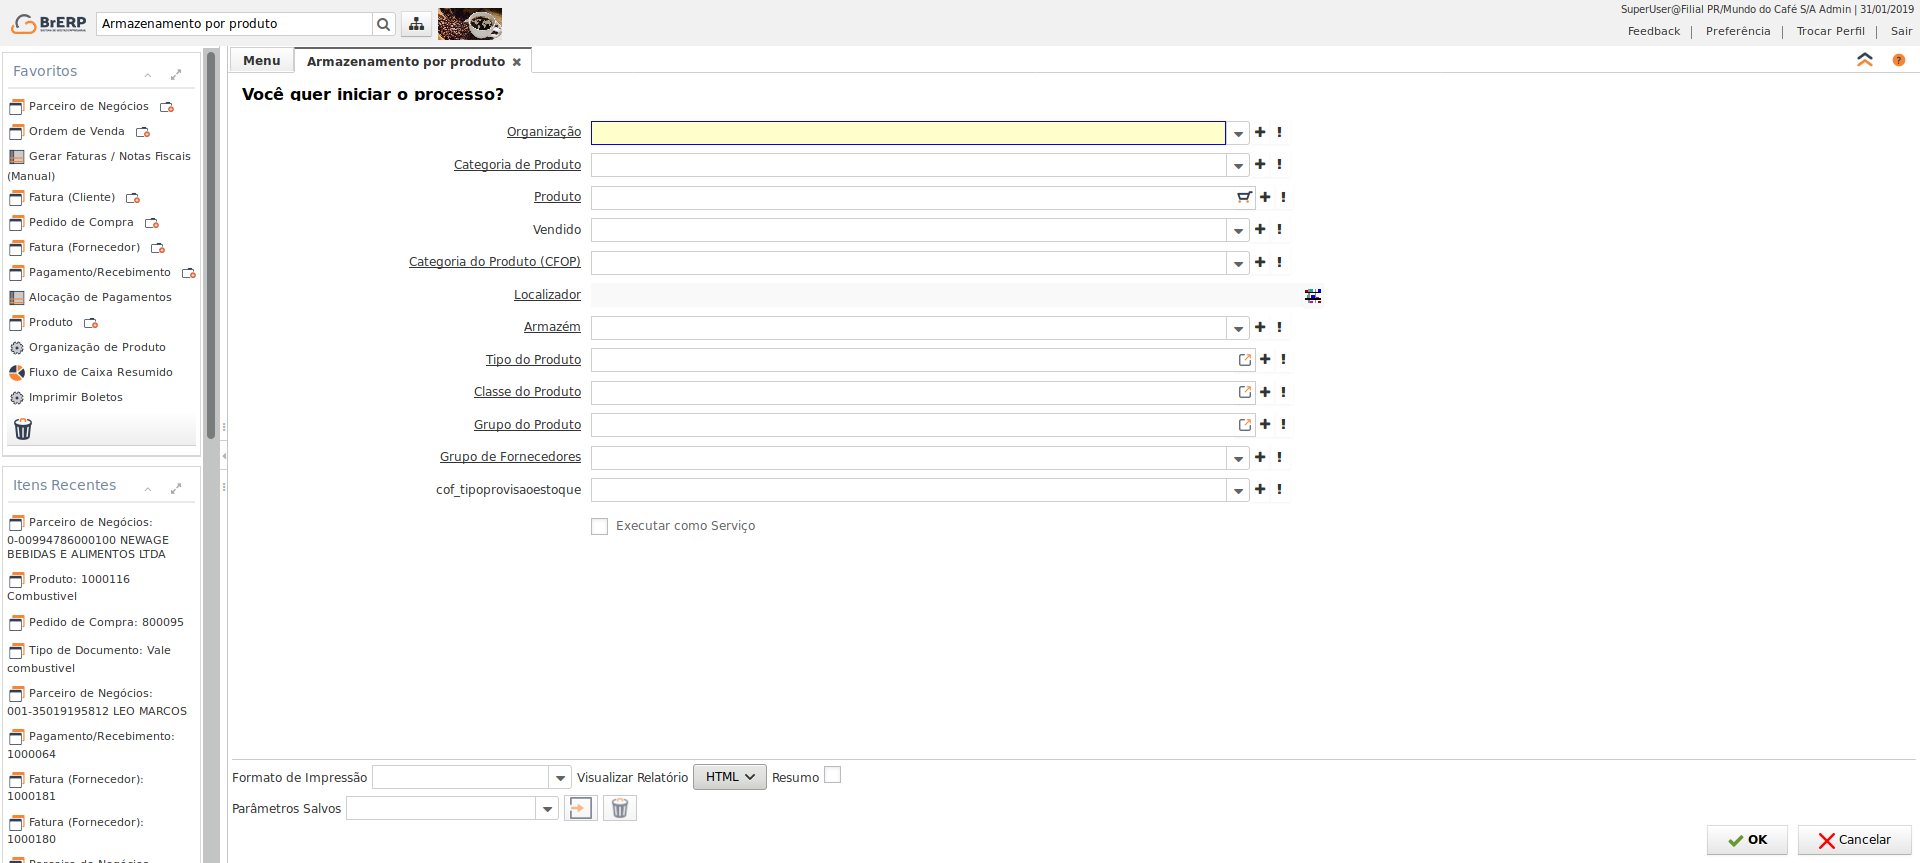 BrERP
Armazenamento por produto
SuperUser@Filial PR/Mundo do Café S/A Admin | 31/01/2019
Feedback | Preferência | Trocar Perfil | Sair
Favoritos
Parceiro de Negócios
Ordem de Venda
Gerar Faturas / Notas Fiscais
(Manual)
Fatura (Cliente)
Pedido de Compra
Fatura (Fornecedor)
Pagamento/Recebimento
Alocação de Pagamentos
Produto
Organização de Produto
Fluxo de Caixa Resumido
Imprimir Boletos
Itens Recentes
Parceiro de Negócios:
0-00994786000100 NEWAGE
BEBIDAS E ALIMENTOS LTDA
Produto: 1000116
Combustivel
Pedido de Compra: 800095
Tipo de Documento: Vale
combustivel
Parceiro de Negócios:
001-35019195812 LEO MARCOS
Pagamento/Recebimento:
1000064
Fatura (Fornecedor):
1000181
Fatura (Fornecedor):
1000180
Menu
Armazenamento por produto
Você quer iniciar o processo?
Organização
Categoria de Produto
Produto
Vendido
Categoria do Produto (CFOP)
Localizador
Armazém
Tipo do Produto
Classe do Produto
Grupo do Produto
Grupo de Fornecedores
cof_tipoprovisaoestoque
Executar como Serviço
Formato de Impressão Visualizar Relatório HTML Resumo
Parâmetros Salvos
OK Cancelar